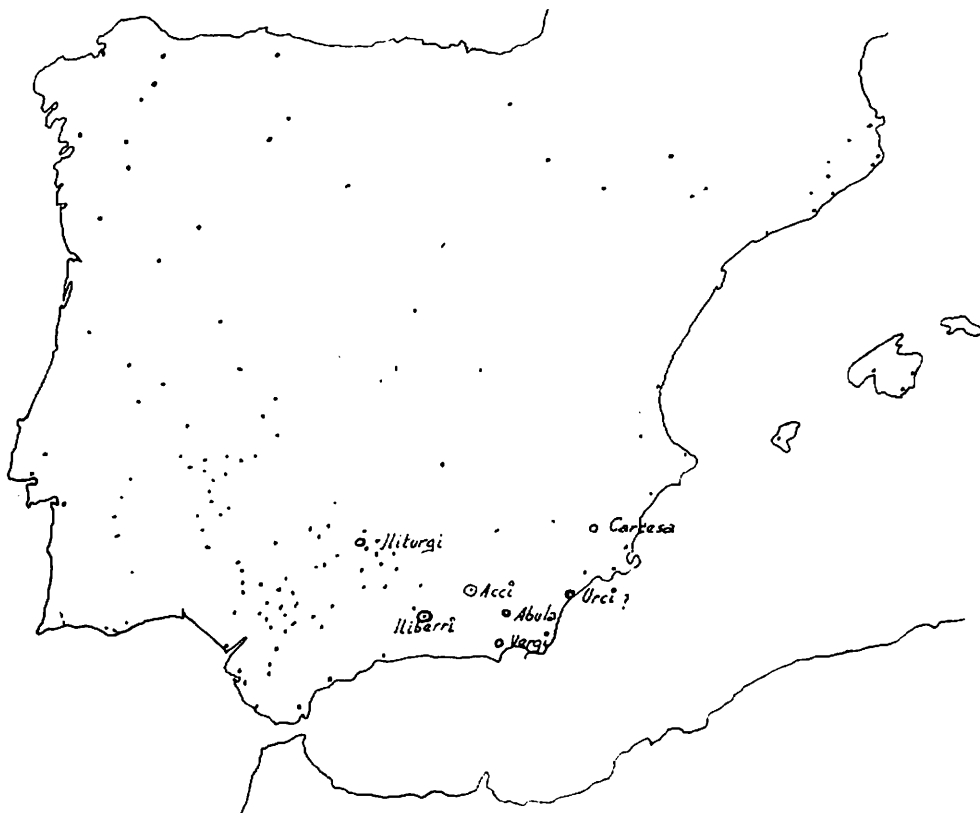 Carcesa
Iliturgi
Acci
Urci ?
Abula
Iliberri
Vergi